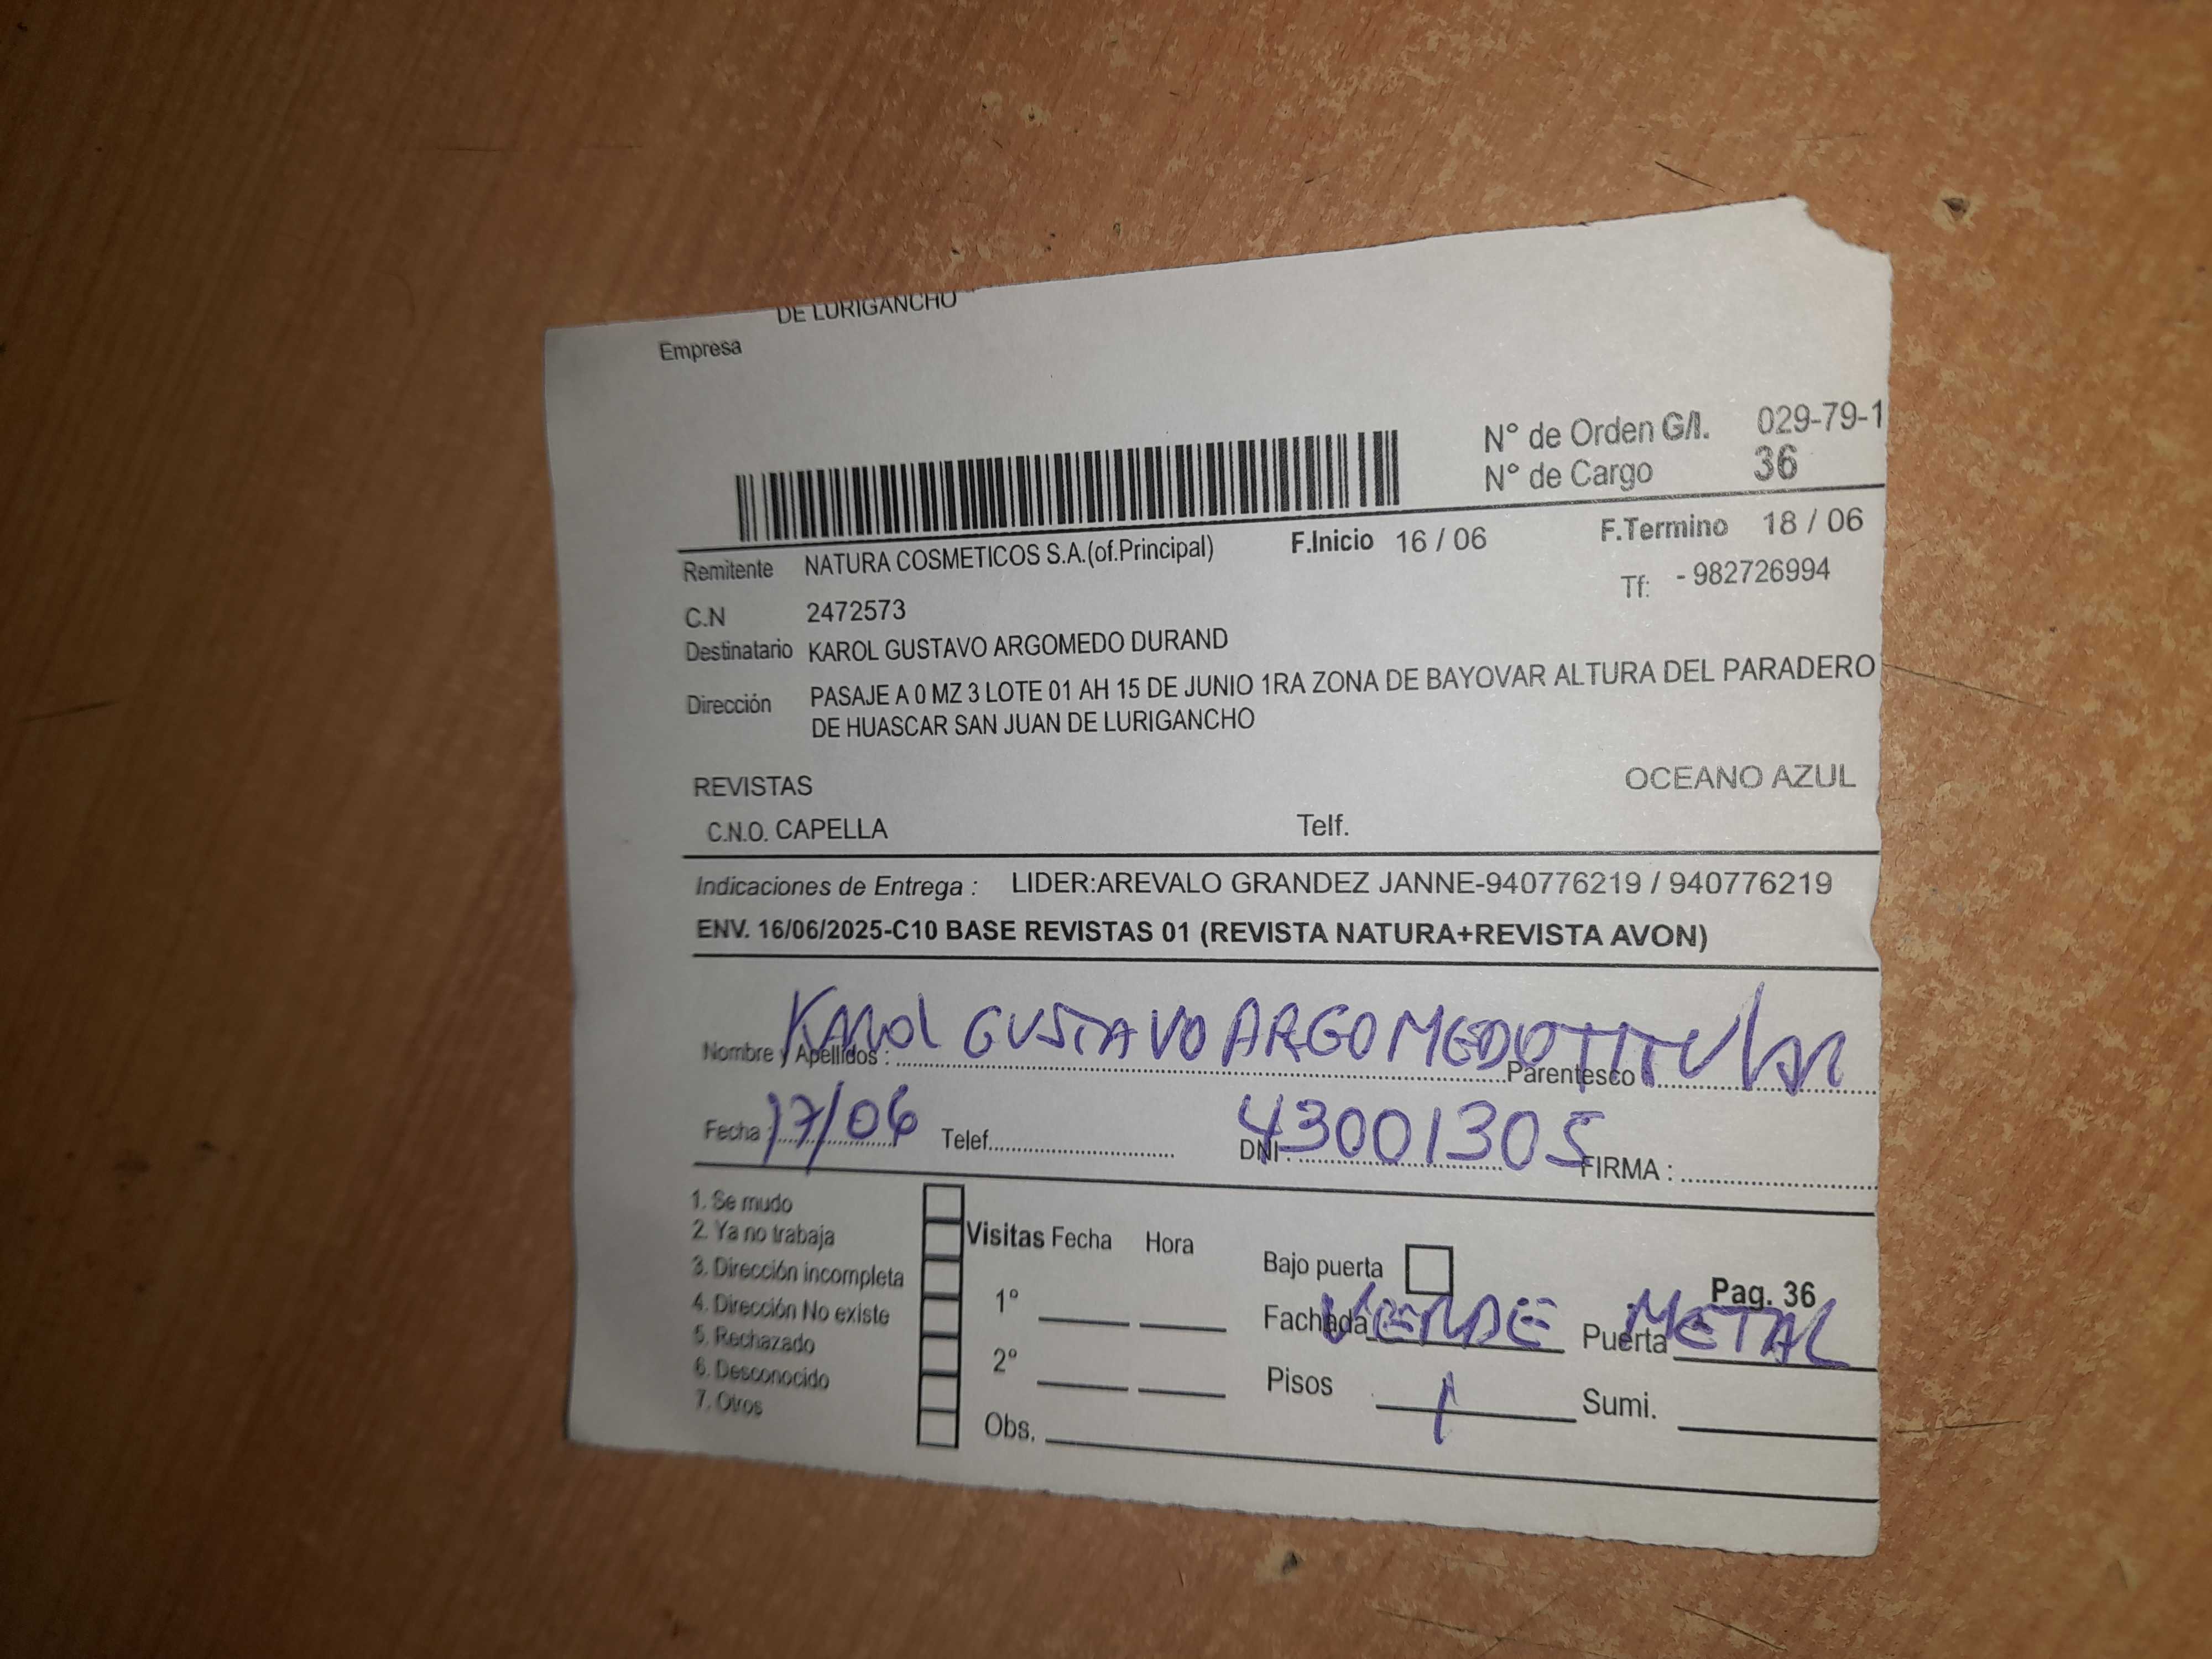 DE LURIGANCHO
Empresa
N° de Orden G/I. 029-79-1
N° de Cargo 36
Remitente NATURA COSMETICOS S.A.(of.Principal) F.Inicio 16 / 06 F.Termino 18 / 06
Tf: - 982726994
C.N 2472573
Destinatario KAROL GUSTAVO ARGOMEDO DURAND
Dirección PASAJE A 0 MZ 3 LOTE 01 AH 15 DE JUNIO 1RA ZONA DE BAYOVAR ALTURA DEL PARADERO
DE HUASCAR SAN JUAN DE LURIGANCHO
REVISTAS OCEANO AZUL
C.N.O. CAPELLA Telf.
Indicaciones de Entrega : LIDER:AREVALO GRANDEZ JANNE-940776219 / 940776219
ENV. 16/06/2025-C10 BASE REVISTAS 01 (REVISTA NATURA+REVISTA AVON)
Nombre y Apellidos : Karol GUSTAVO ARGOMEDO Parentesco : TITULAR
Fecha : 17/06 Telef. DNI : 43001305 FIRMA :
1. Se mudo
2. Ya no trabaja Visitas Fecha Hora
3. Dirección incompleta Bajo puerta Pag. 36
4. Dirección No existe 1º Fachada VERDE Puerta METAL
5. Rechazado
6. Desconocido 2º Pisos 1 Sumi.
7. Otros Obs.